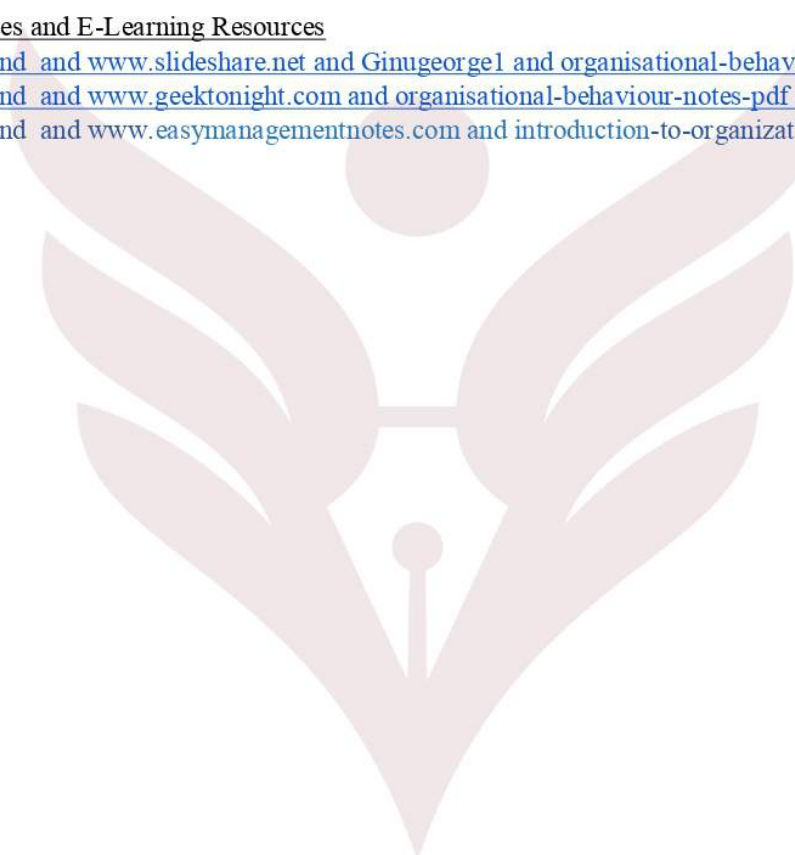 es and E-Learning Resources
nd and www.slideshare.net and Ginugeorge1 and organisational-behav
nd and www.geektonight.com and organisational-behaviour-notes-pdf
nd and www.easymanagementnotes.com and introduction-to-organizat